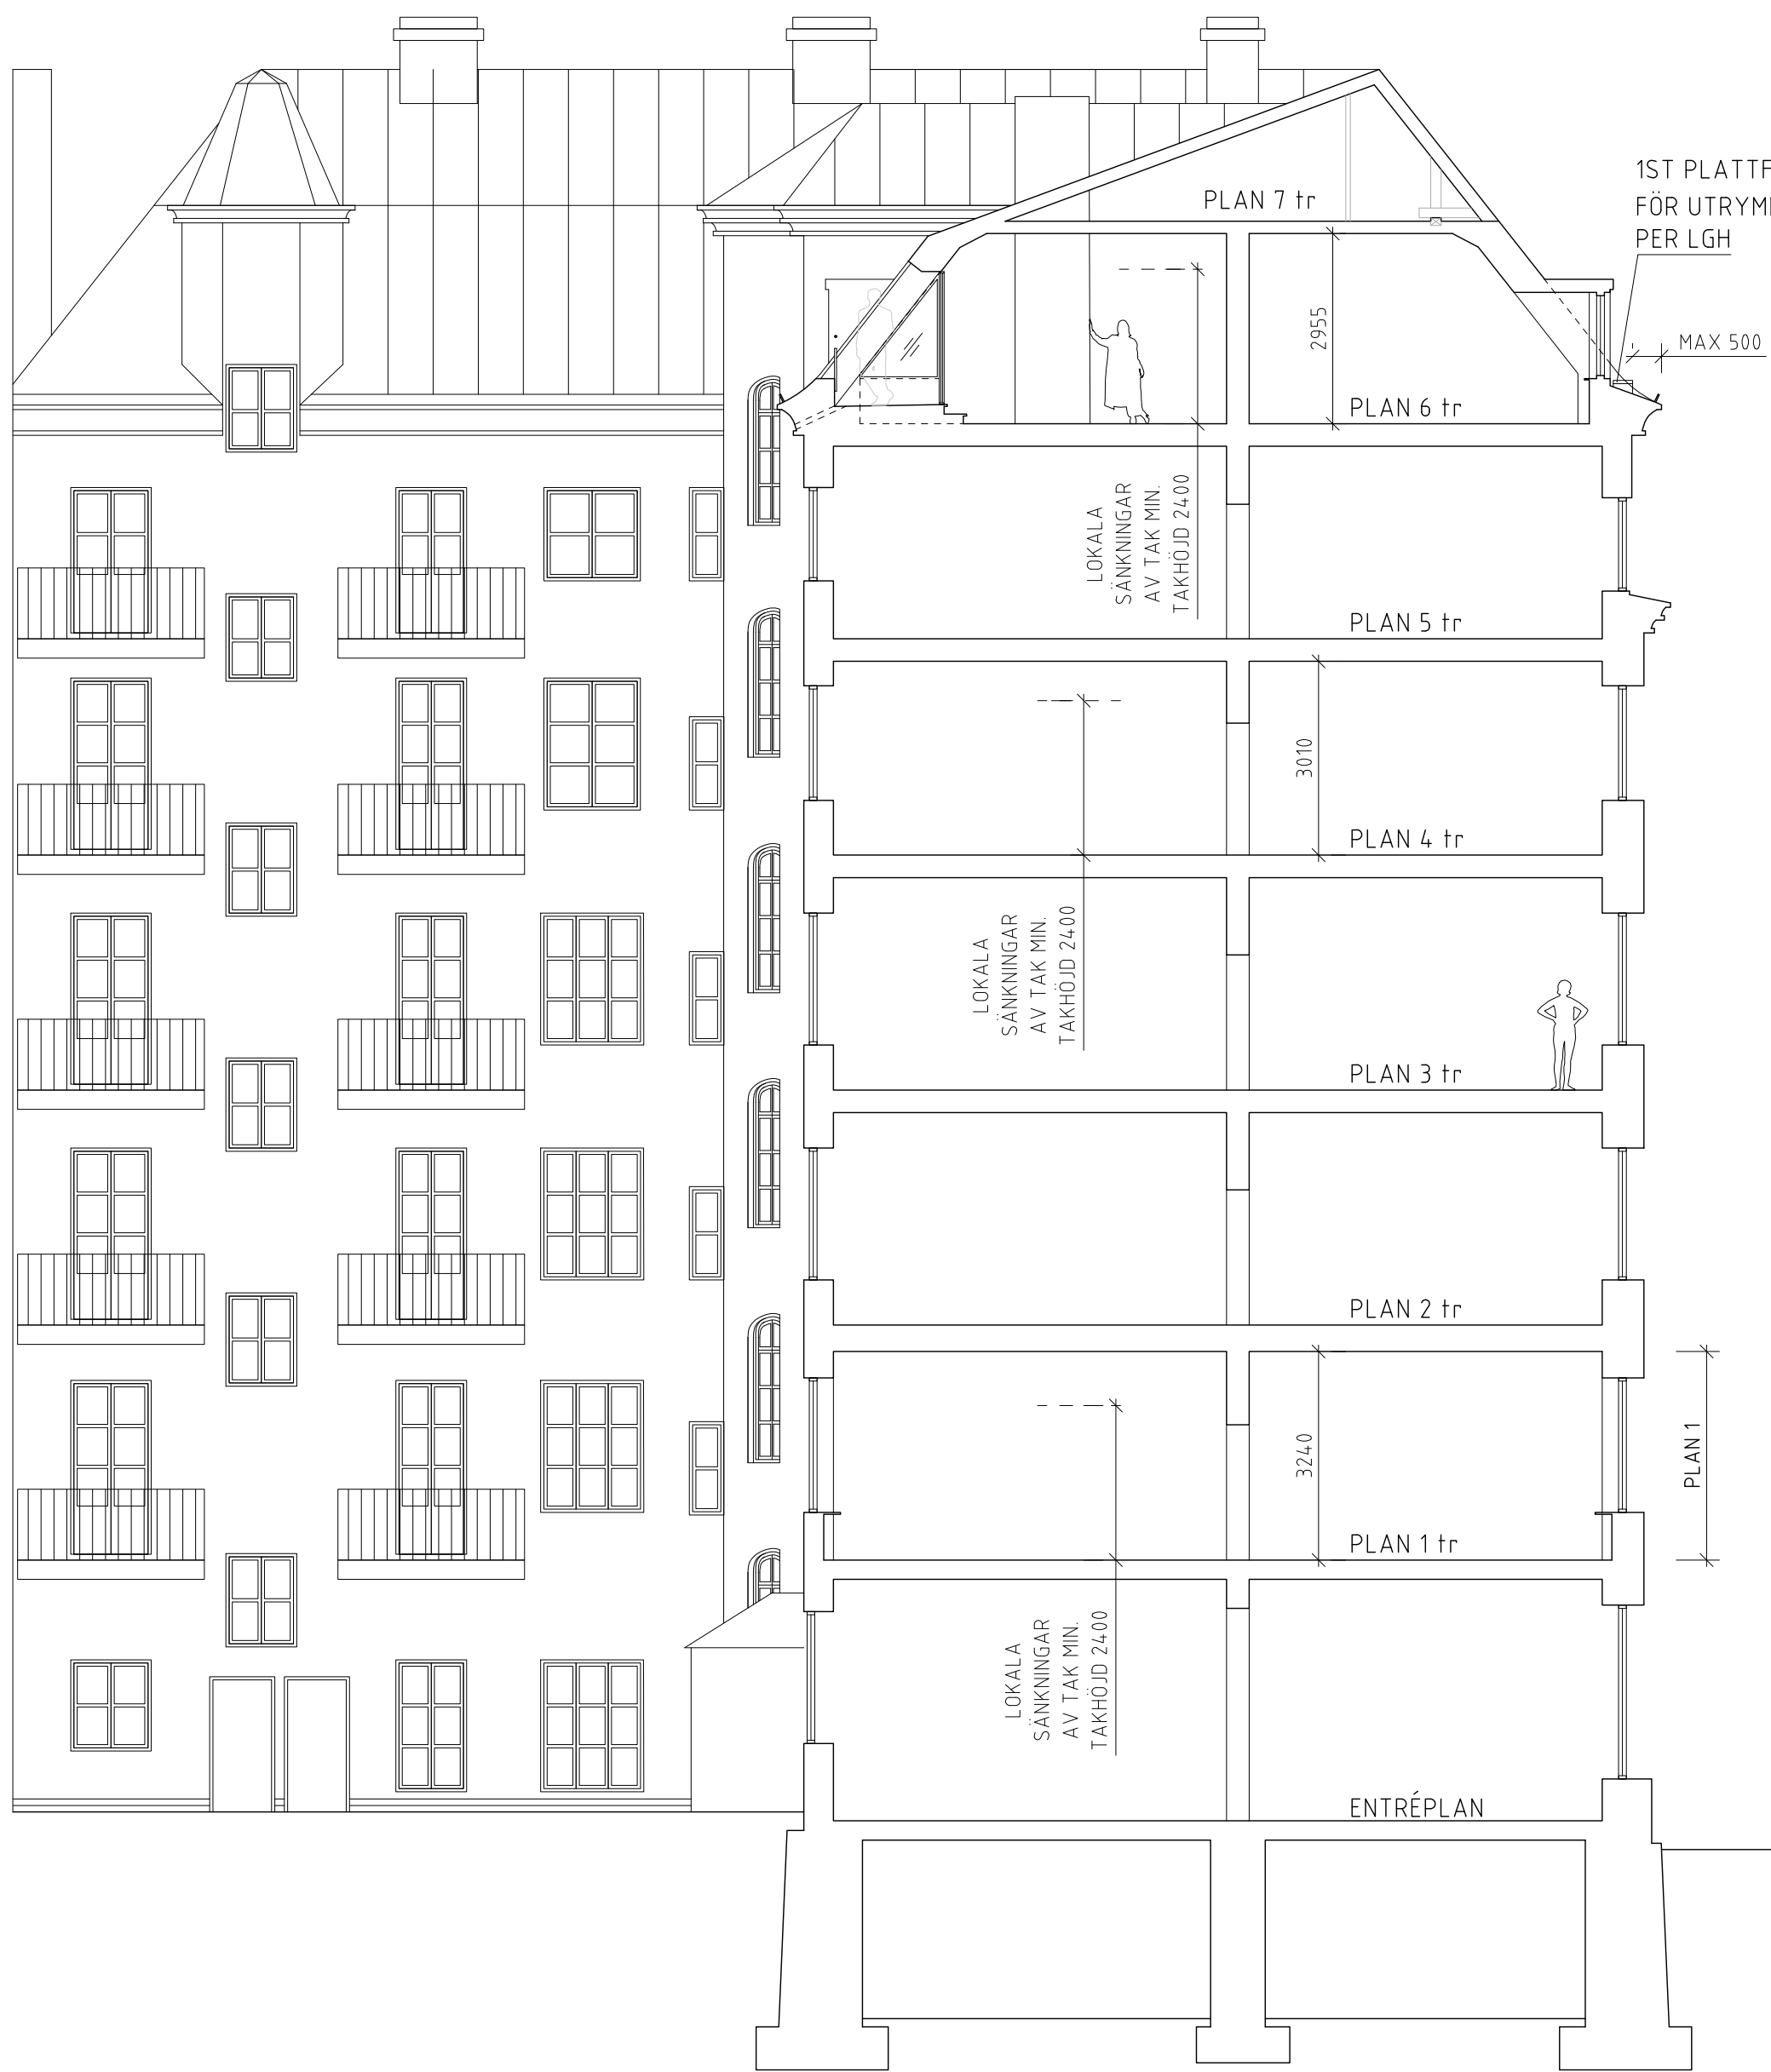 1ST PLATTF
FÖR UTRYM
PER LGH
PLAN 7 tr
MAX 500
2955
PLAN 6 tr
LOKALA
SÄNKNINGAR
AV TAK MIN.
TAKHÖJD 2400
PLAN 5 tr
3010
PLAN 4 tr
LOKALA
SÄNKNINGAR
AV TAK MIN.
TAKHÖJD 2400
PLAN 3 tr
PLAN 2 tr
3240
PLAN 1
PLAN 1 tr
LOKALA
SÄNKNINGAR
AV TAK MIN.
TAKHÖJD 2400
ENTRÉPLAN